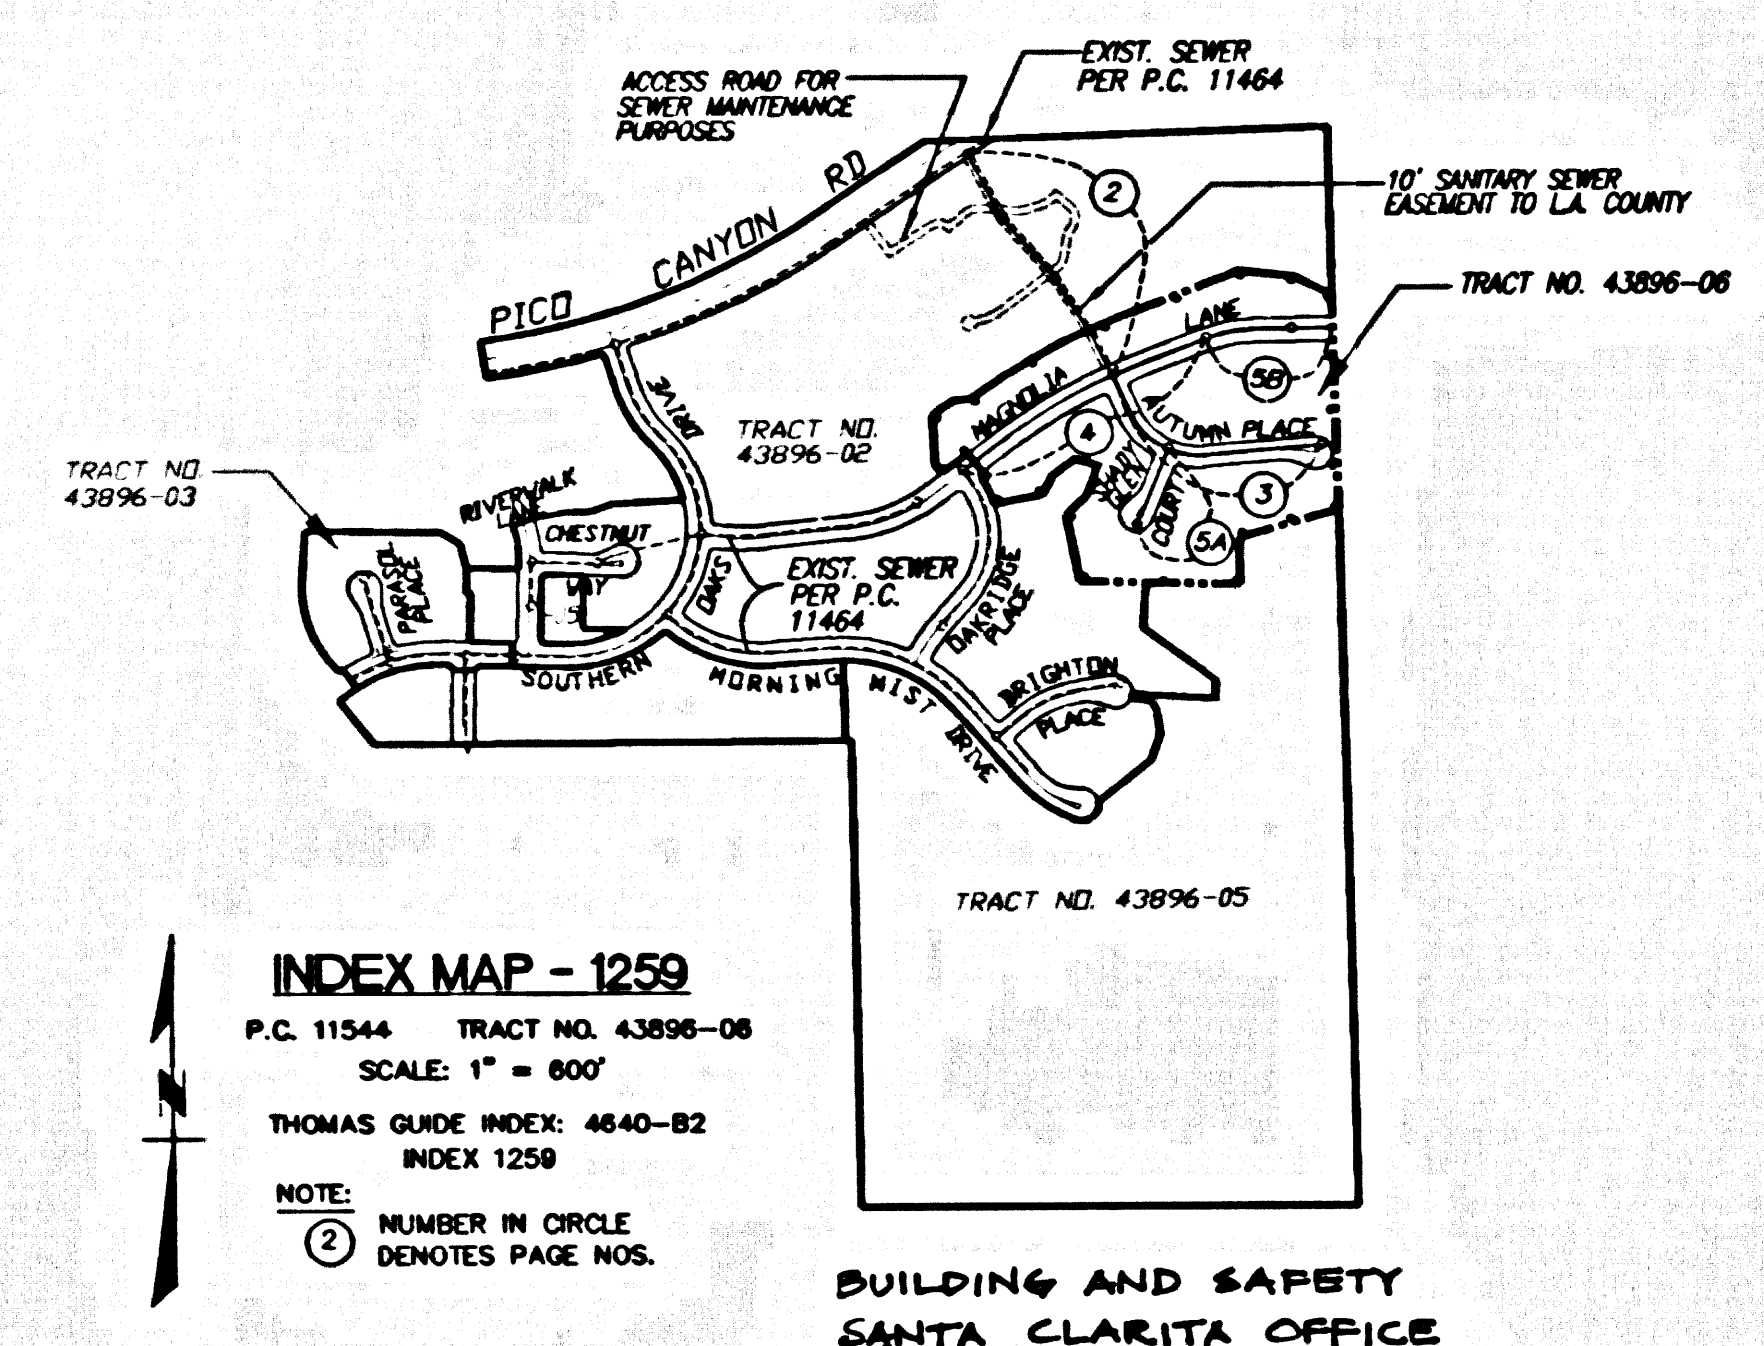 EXIST. SEWER
PER P.C. 11464
ACCESS ROAD FOR
SEWER MAINTENANCE
PURPOSES
10' SANITARY SEWER
EASEMENT TO L.A. COUNTY
TRACT NO. 43896-06
PICO CANYON RD
2
MAGNOLIA LANE
5B
DRIVE
TRACT NO.
43896-02
4
AUTUMN PLACE
SHADY
GLEN
COURT
3
5A
TRACT NO.
43896-03
RIVERWALK
LANE
CHESTNUT
WAY
PARASOL
PLACE
OAKS
EXIST. SEWER
PER P.C.
11464
OAKRIDGE
PLACE
SOUTHERN
MORNING MIST DRIVE
BRIGHTON
PLACE
TRACT NO. 43896-05
INDEX MAP - 1259
P.C. 11544 TRACT NO. 43896-06
SCALE: 1" = 600'
THOMAS GUIDE INDEX: 4640-B2
INDEX 1259
NOTE:
2 NUMBER IN CIRCLE
DENOTES PAGE NOS.
N
BUILDING AND SAFETY
SANTA CLARITA OFFICE